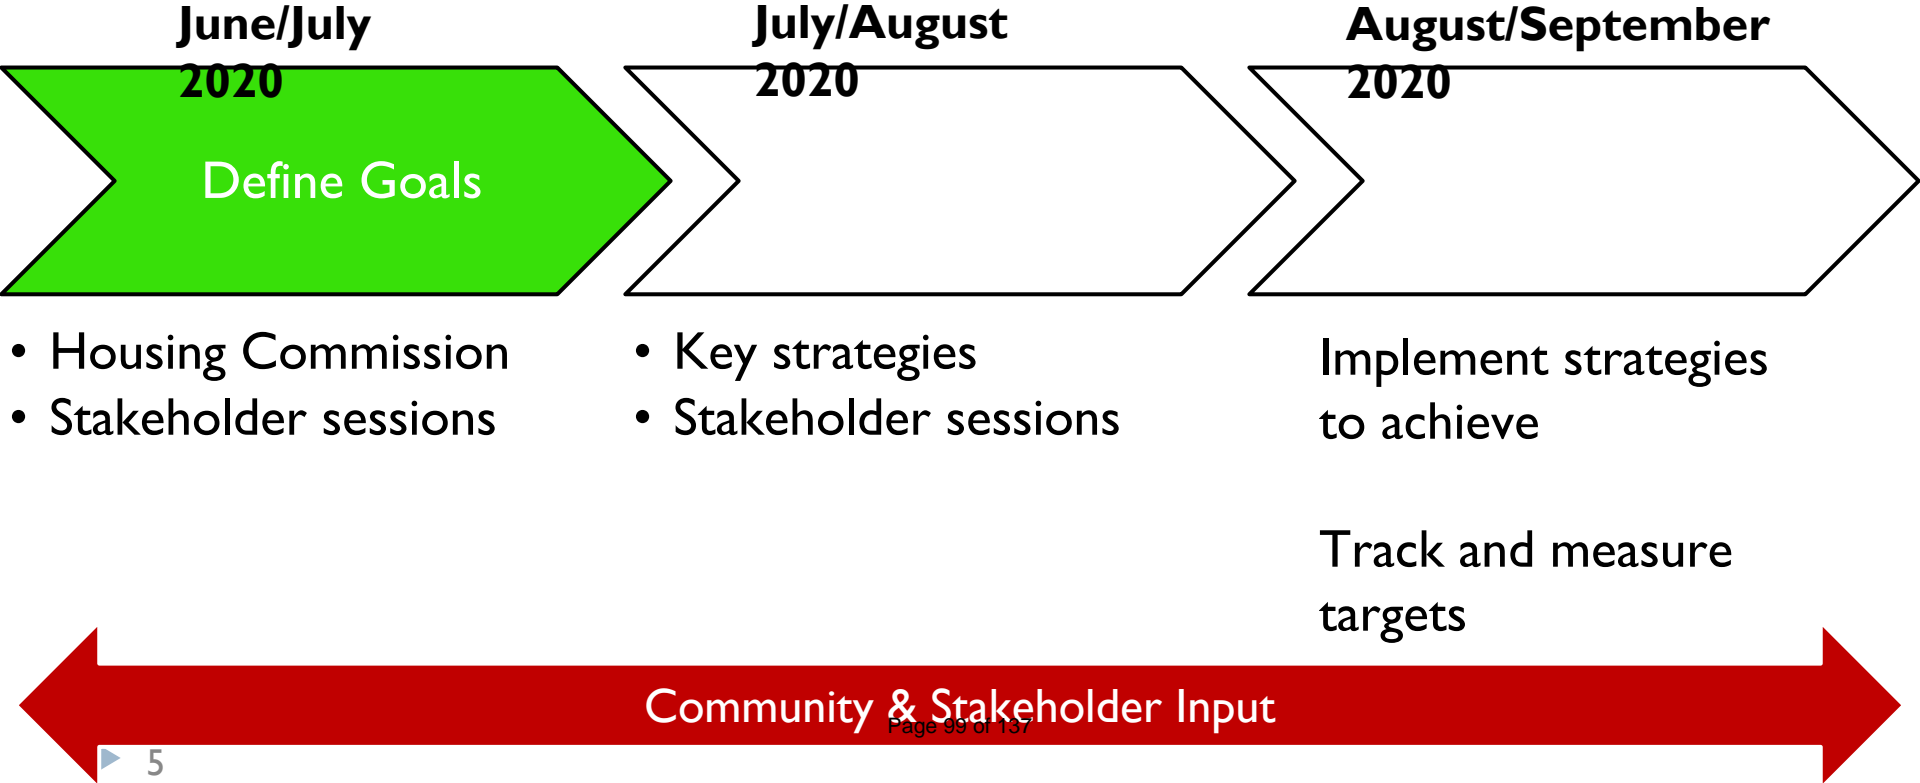 June/July
2020
July/August
2020
August/September
2020
Define Goals
• Housing Commission
• Stakeholder sessions
• Key strategies
• Stakeholder sessions
Implement strategies
to achieve
Track and measure
targets
Community & Stakeholder Input
Page 99 of 137
5